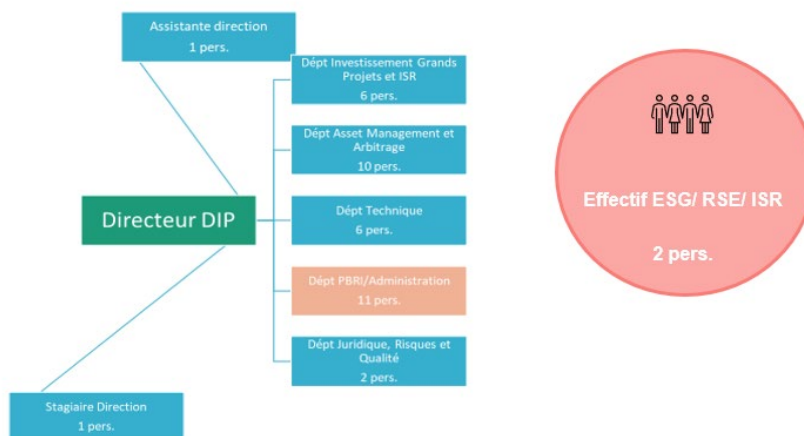 Assistante direction
1 pers.
Dépt Investissement Grands
Projets et ISR
6 pers.
Dépt Asset Management et
Arbitrage
10 pers.
Directeur DIP
Dépt Technique
6 pers.
Dépt PBRI/Administration
11 pers.
Dépt Juridique, Risques et
Qualité
2 pers.
Stagiaire Direction
1 pers.
Effectif ESG/ RSE/ ISR
2 pers.